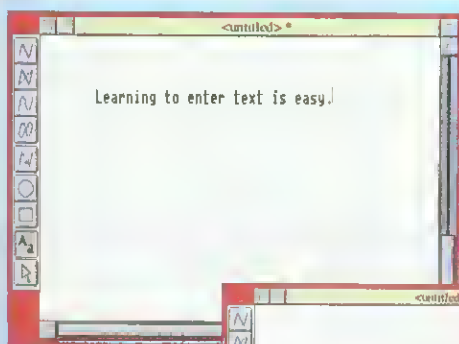 <untitled> *
Learning to enter text is easy.
A a
<untitled